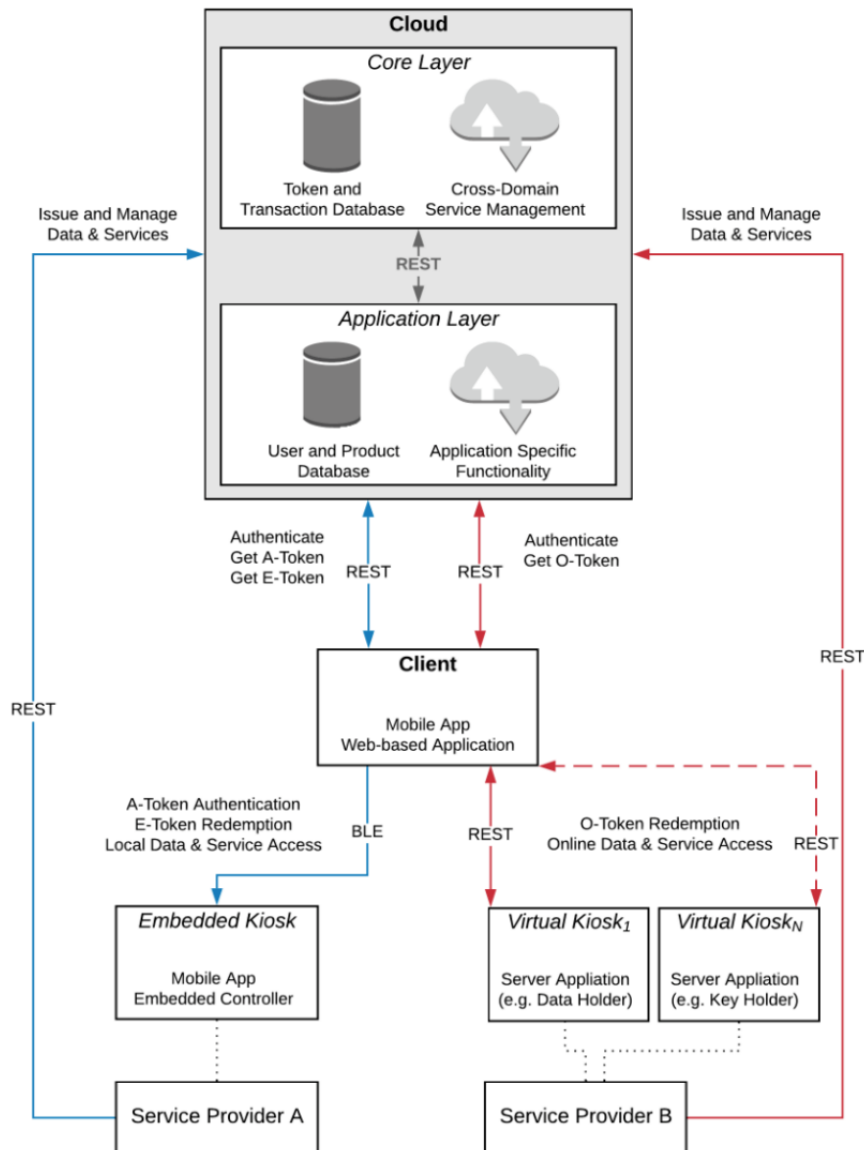 Cloud
Core Layer
Token and
Transaction Database
Cross-Domain
Service Management
Issue and Manage
Data & Services
Issue and Manage
Data & Services
REST
Application Layer
User and Product
Database
Application Specific
Functionality
Authenticate
Get A-Token
Get E-Token
REST
REST
Authenticate
Get O-Token
Client
Mobile App
Web-based Application
REST
REST
A-Token Authentication
E-Token Redemption
Local Data & Service Access
BLE
REST
O-Token Redemption
Online Data & Service Access
REST
Embedded Kiosk
Mobile App
Embedded Controller
Virtual Kiosk1
Server Appliation
(e.g. Data Holder)
Virtual KioskN
Server Appliation
(e.g. Key Holder)
Service Provider A
Service Provider B